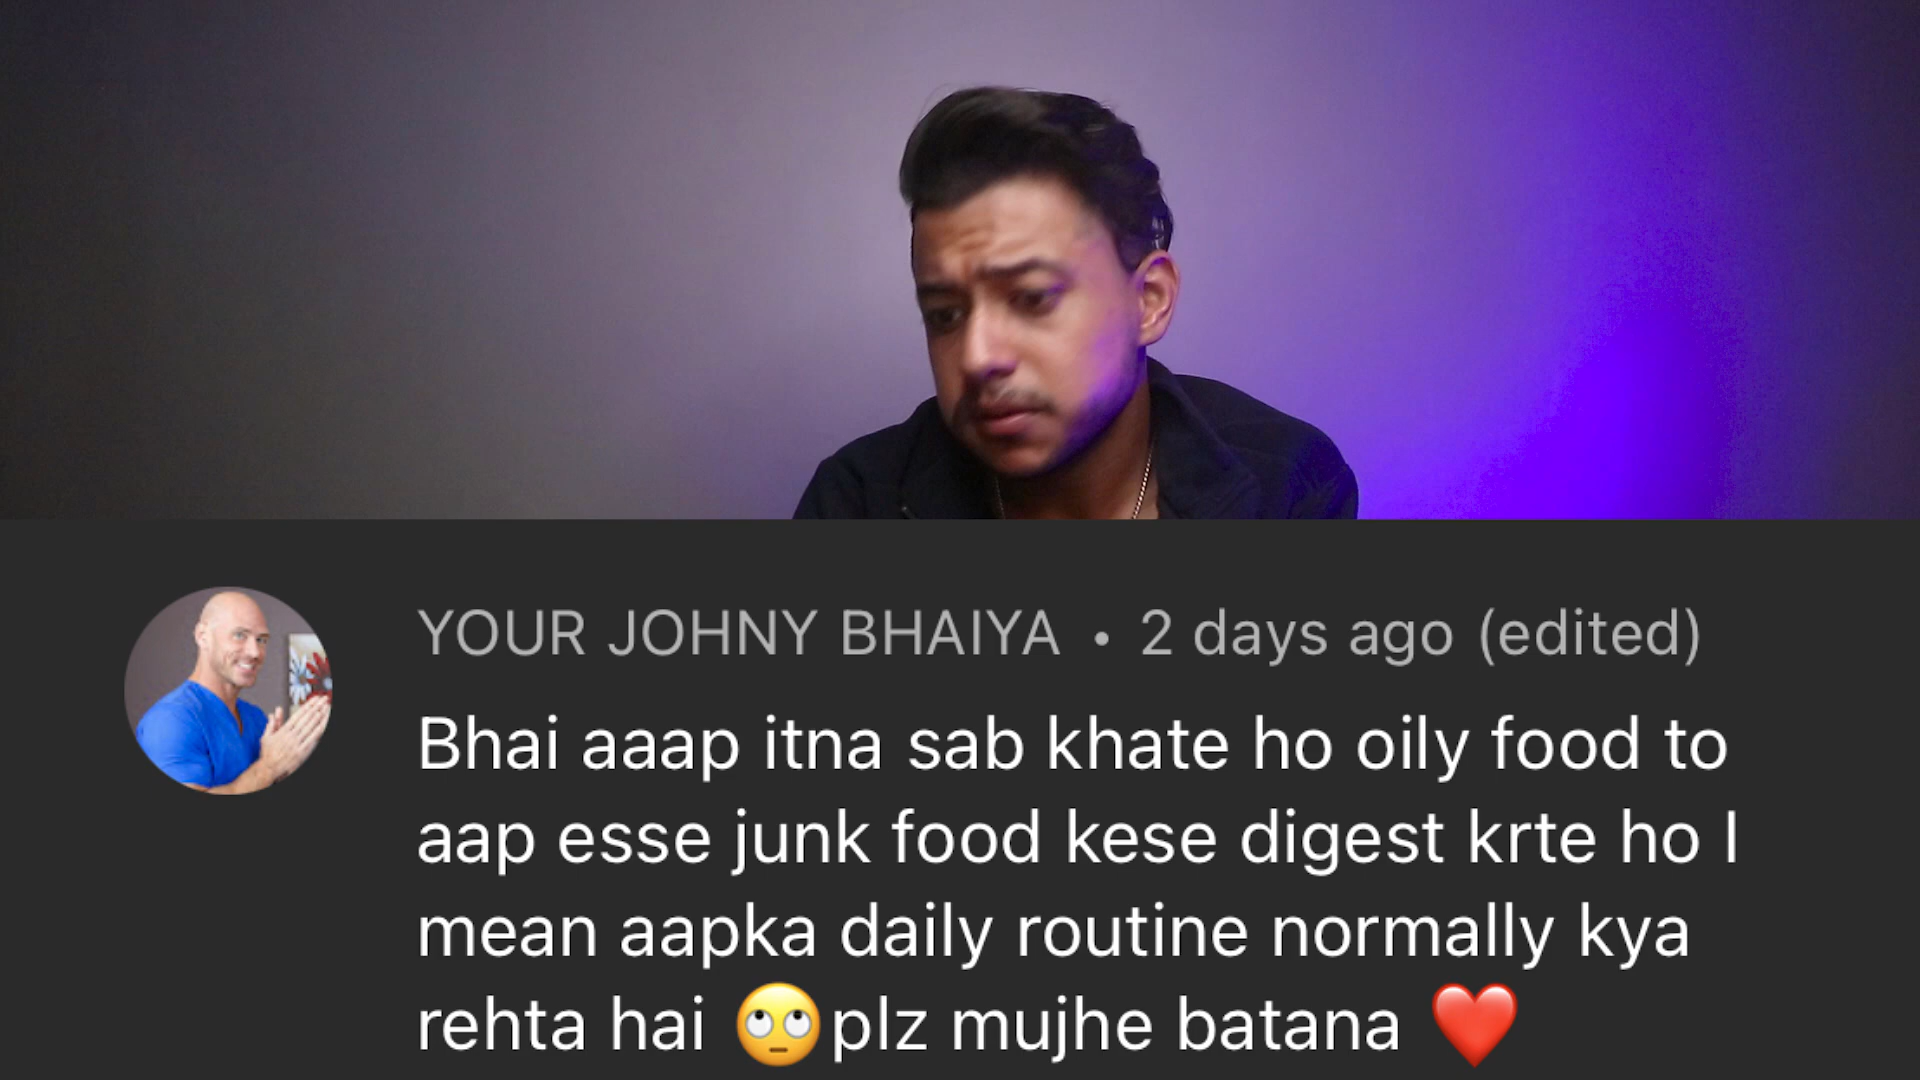 YOUR JOHNY BHAIYA • 2 days ago (edited)
Bhai aaap itna sab khate ho oily food to
aap esse junk food kese digest krte ho I
mean aapka daily routine normally kya
rehta hai 🙄plz mujhe batana ❤️